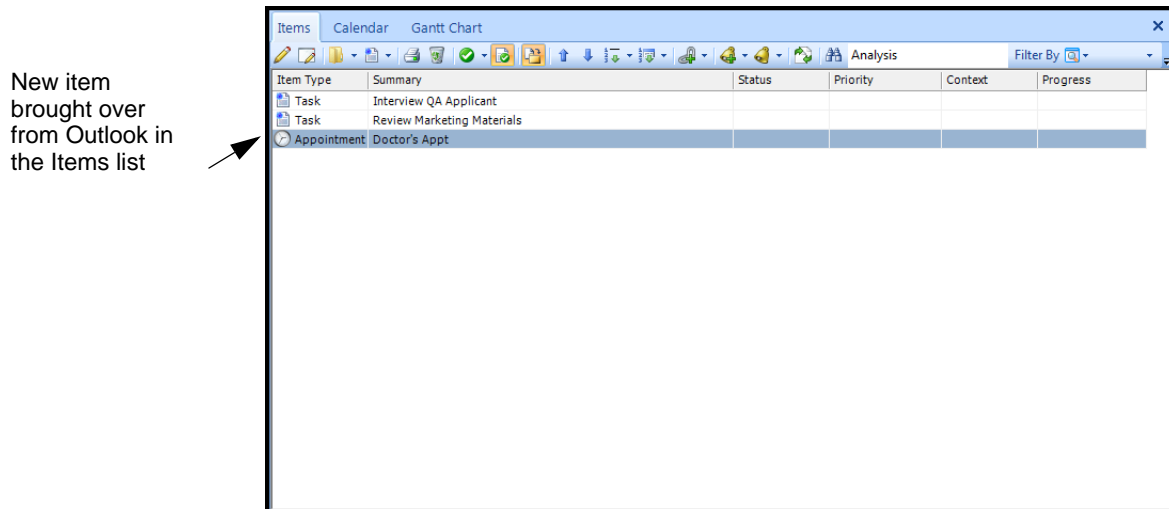 New item
brought over
from Outlook in
the Items list
Items Calendar Gantt Chart
Analysis Filter By
Item Type Summary Status Priority Context Progress
Task Interview QA Applicant
Task Review Marketing Materials
Appointment Doctor's Appt